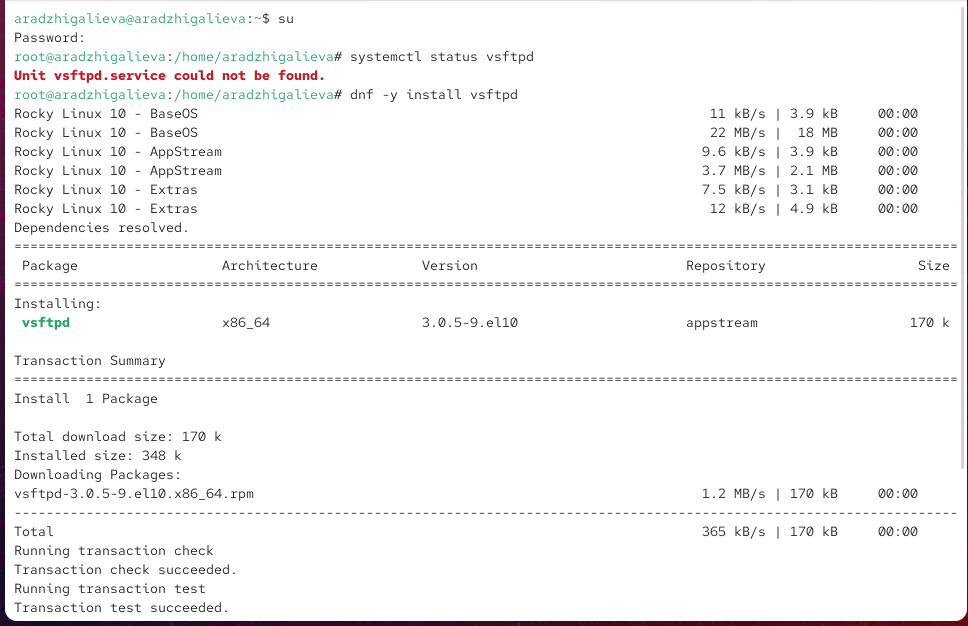 aradzhigalieva@aradzhigalieva:~$ su
Password:
root@aradzhigalieva:/home/aradzhigalieva# systemctl status vsftpd
Unit vsftpd.service could not be found.
root@aradzhigalieva:/home/aradzhigalieva# dnf -y install vsftpd
Rocky Linux 10 - BaseOS 11 kB/s | 3.9 kB 00:00
Rocky Linux 10 - BaseOS 22 MB/s | 18 MB 00:00
Rocky Linux 10 - AppStream 9.6 kB/s | 3.9 kB 00:00
Rocky Linux 10 - AppStream 3.7 MB/s | 2.1 MB 00:00
Rocky Linux 10 - Extras 7.5 kB/s | 3.1 kB 00:00
Rocky Linux 10 - Extras 12 kB/s | 4.9 kB 00:00
Dependencies resolved.
======================================================================================================================
Package Architecture Version Repository Size
======================================================================================================================
Installing:
vsftpd x86_64 3.0.5-9.el10 appstream 170 k
Transaction Summary
======================================================================================================================
Install 1 Package
Total download size: 170 k
Installed size: 348 k
Downloading Packages:
vsftpd-3.0.5-9.el10.x86_64.rpm 1.2 MB/s | 170 kB 00:00
----------------------------------------------------------------------------------------------------------------------
Total 365 kB/s | 170 kB 00:00
Running transaction check
Transaction check succeeded.
Running transaction test
Transaction test succeeded.